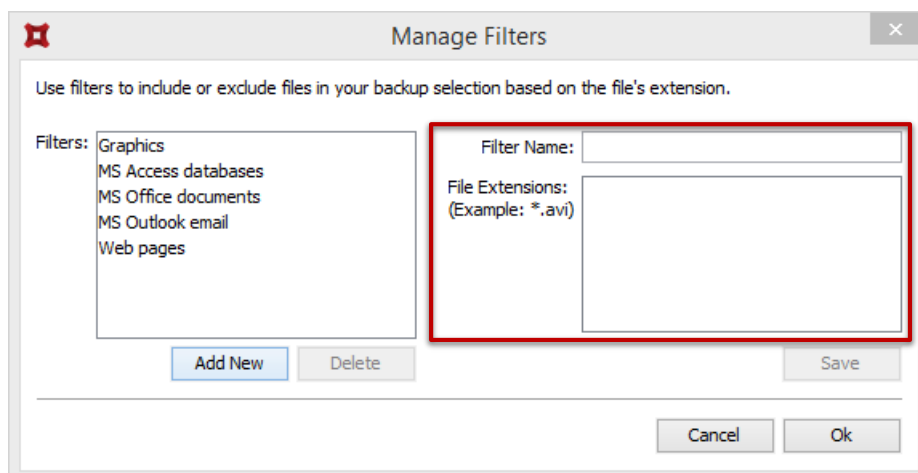 Manage Filters
Use filters to include or exclude files in your backup selection based on the file's extension.
Filters:
Graphics
MS Access databases
MS Office documents
MS Outlook email
Web pages
Filter Name:
File Extensions:
(Example: *.avi)
Add New
Delete
Save
Cancel
Ok